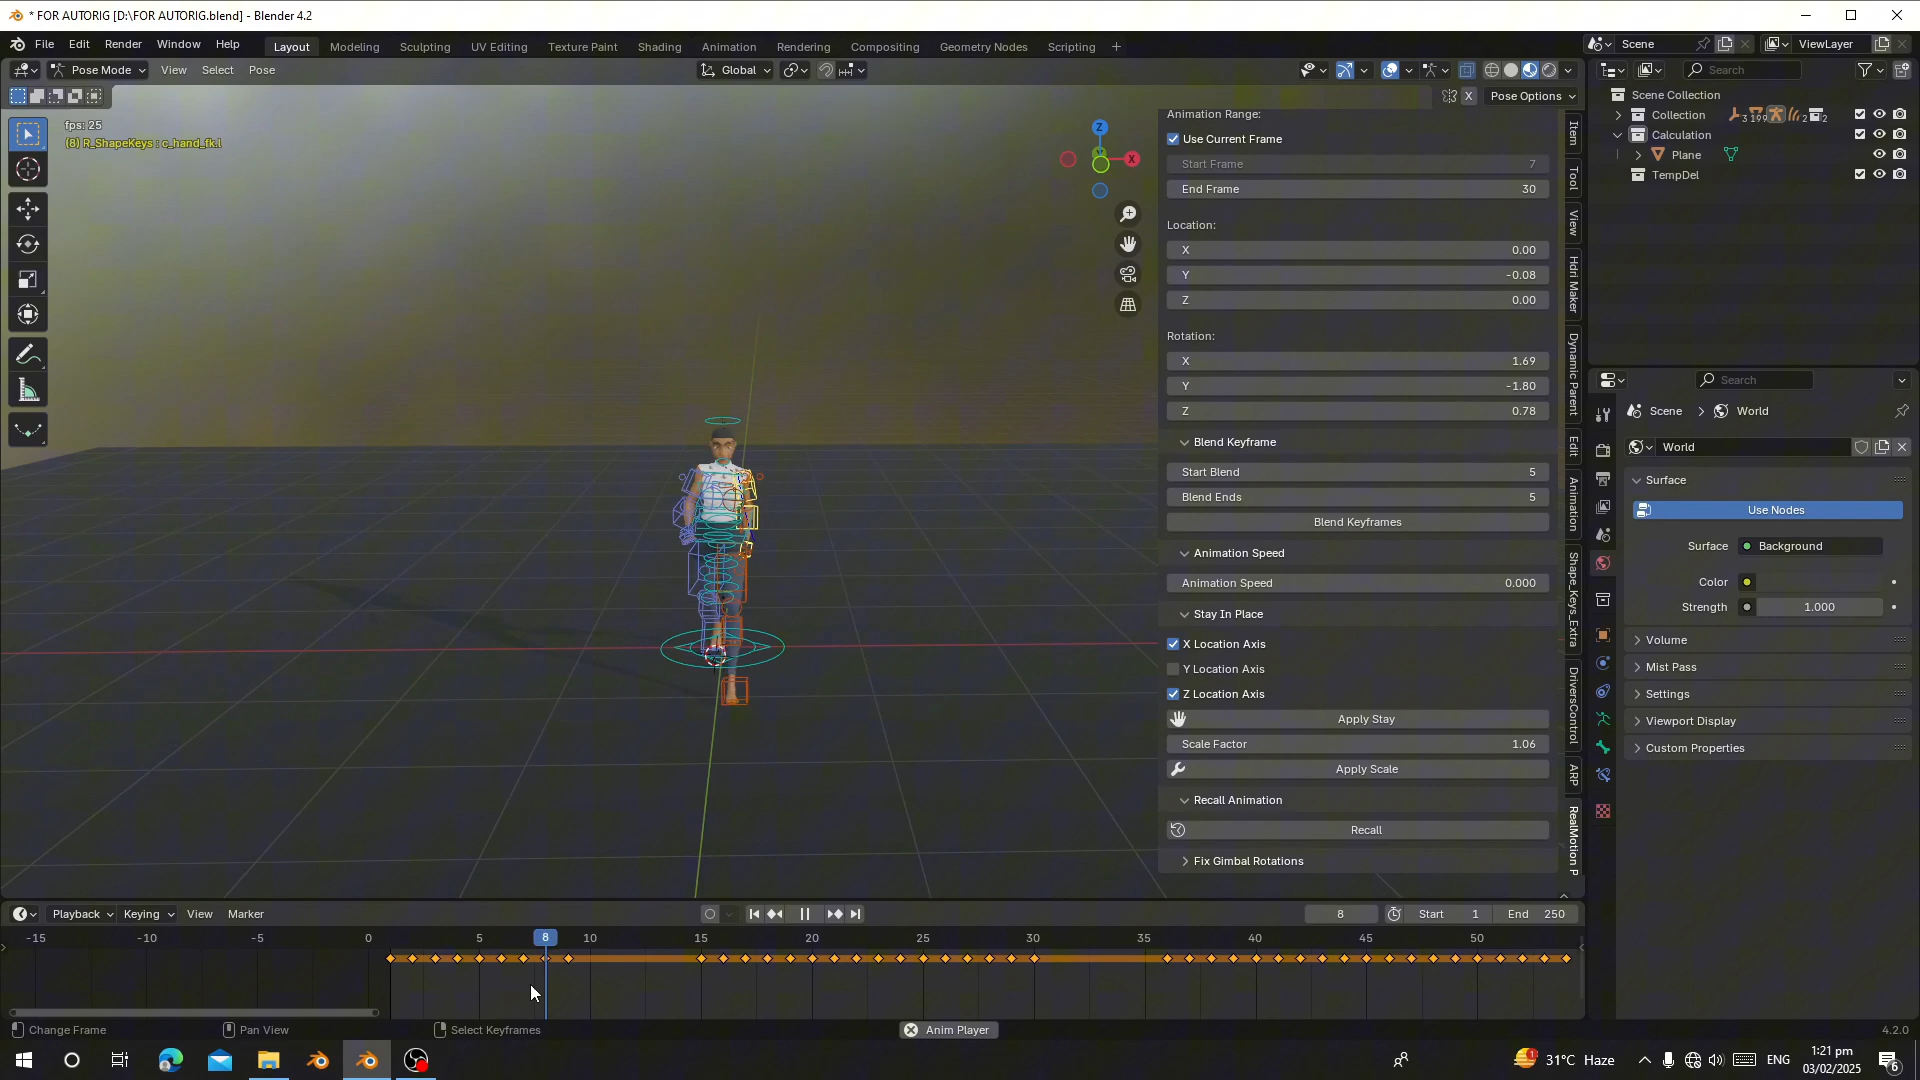 * FOR AUTORIG [D:\FOR AUTORIG.blend] - Blender 4.2
File Edit Render Window Help Layout Modeling Sculpting UV Editing Texture Paint Shading Animation Rendering Compositing Geometry Nodes Scripting + Scene ViewLayer
Pose Mode View Select Pose Global Search
X Pose Options
fps: 25
(8) R_ShapeKeys : c_hand_fk.l
Z
X
Scene Collection
Collection 3 199 2 2
Calculation
Plane
TempDel
Animation Range:
Use Current Frame
Start Frame 7
End Frame 30
Location:
X 0.00
Y -0.08
Z 0.00
Rotation:
X 1.69
Y -1.80
Z 0.78
Blend Keyframe
Start Blend 5
Blend Ends 5
Blend Keyframes
Animation Speed
Animation Speed 0.000
Stay In Place
X Location Axis
Y Location Axis
Z Location Axis
Apply Stay
Scale Factor 1.06
Apply Scale
Recall Animation
Recall
Fix Gimbal Rotations
Item
Tool
View
Hdri Maker
Dynamic Parent
Edit
Animation
Shape_Keys_Extra
DriversControl
ARP
RealMotion P
Search
Scene World
World
Surface
Use Nodes
Surface Background
Color
Strength 1.000
Volume
Mist Pass
Settings
Viewport Display
Custom Properties
Playback Keying View Marker 8 Start 1 End 250
-15 -10 -5 0 5 8 10 15 20 25 30 35 40 45 50
Change Frame Pan View Select Keyframes Anim Player 4.2.0
31°C Haze ENG 1:21 pm
03/02/2025
6